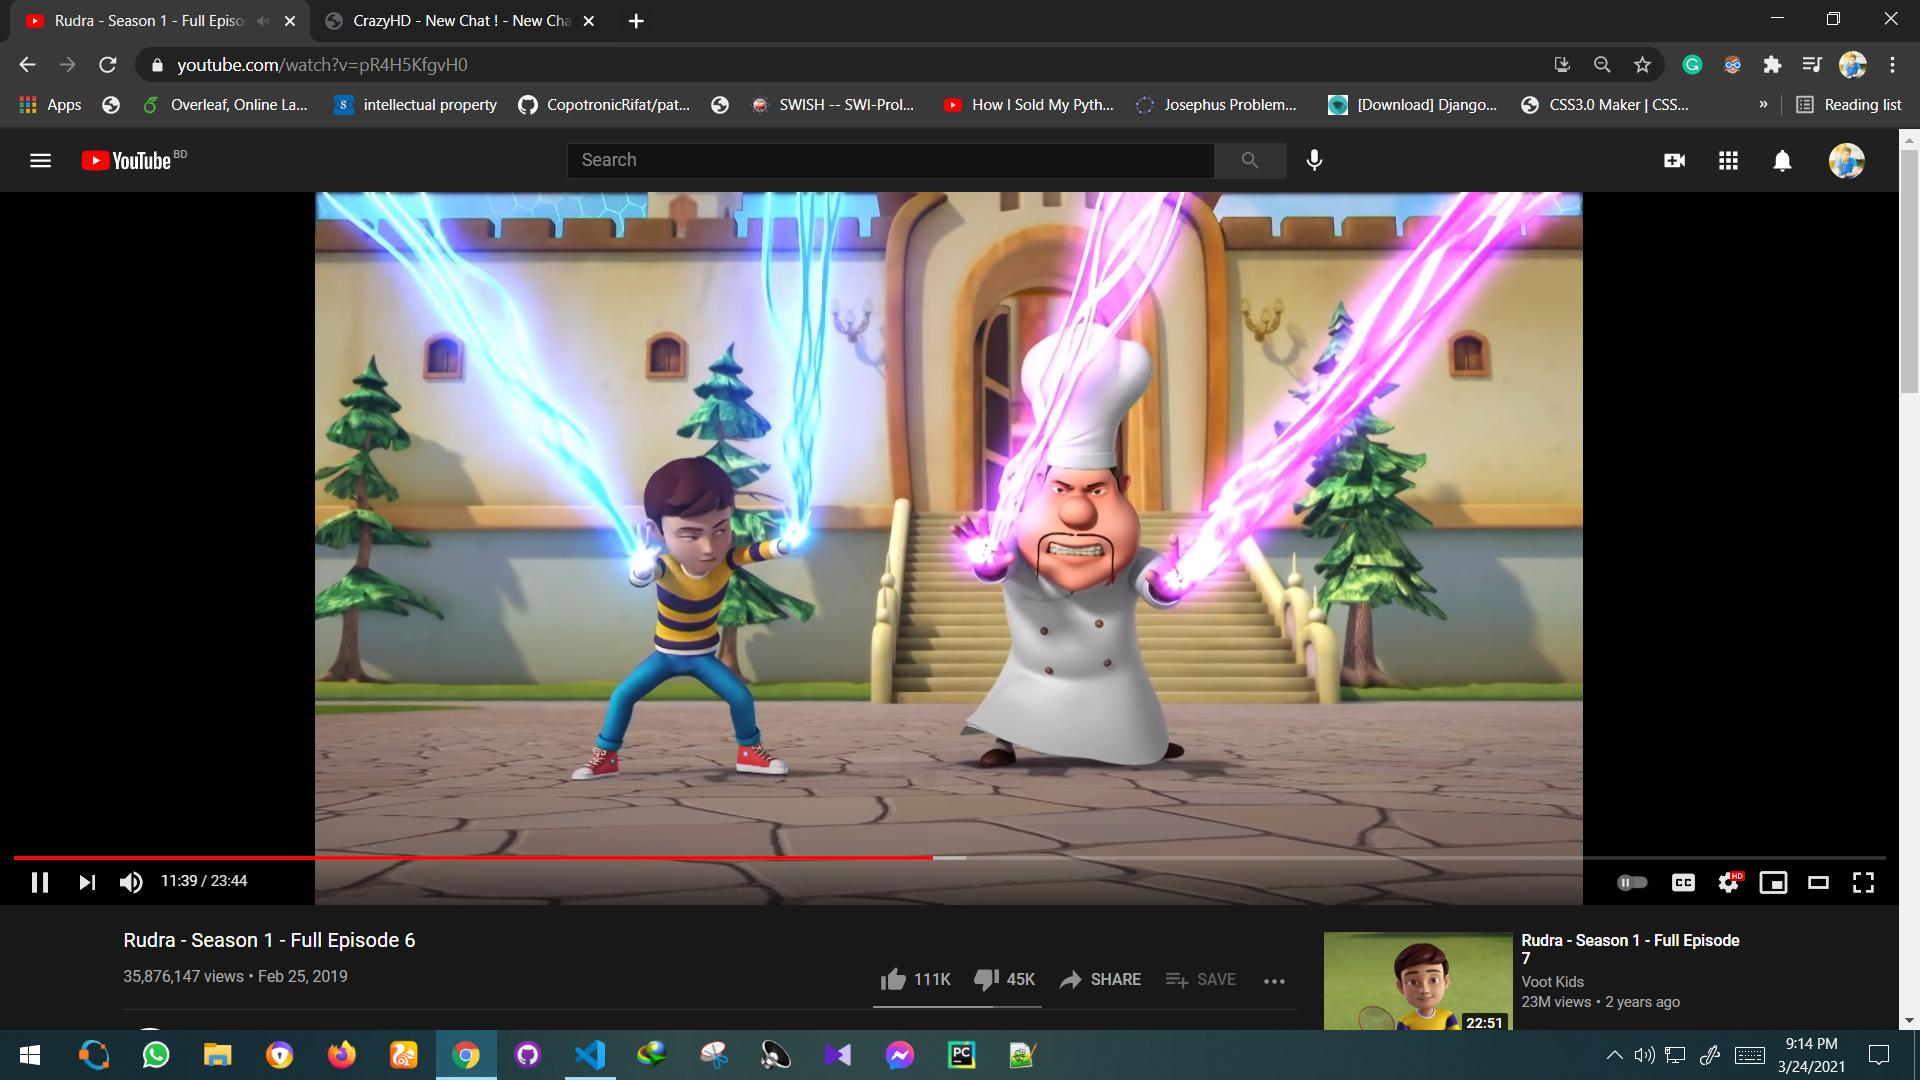 Rudra - Season 1 - Full Episo
CrazyHD - New Chat ! - New Cha
youtube.com/watch?v=pR4H5KfgvH0
Apps
Overleaf, Online La...
intellectual property
CopotronicRifat/pat...
SWISH -- SWI-Prol...
How I Sold My Pyth...
Josephus Problem...
[Download] Django...
CSS3.0 Maker | CSS...
»
Reading list
YouTube BD
Search
11:39 / 23:44
CC
HD
Rudra - Season 1 - Full Episode 6
35,876,147 views • Feb 25, 2019
111K
45K
SHARE
SAVE
Rudra - Season 1 - Full Episode
7
Voot Kids
23M views • 2 years ago
22:51
PC
9:14 PM
3/24/2021